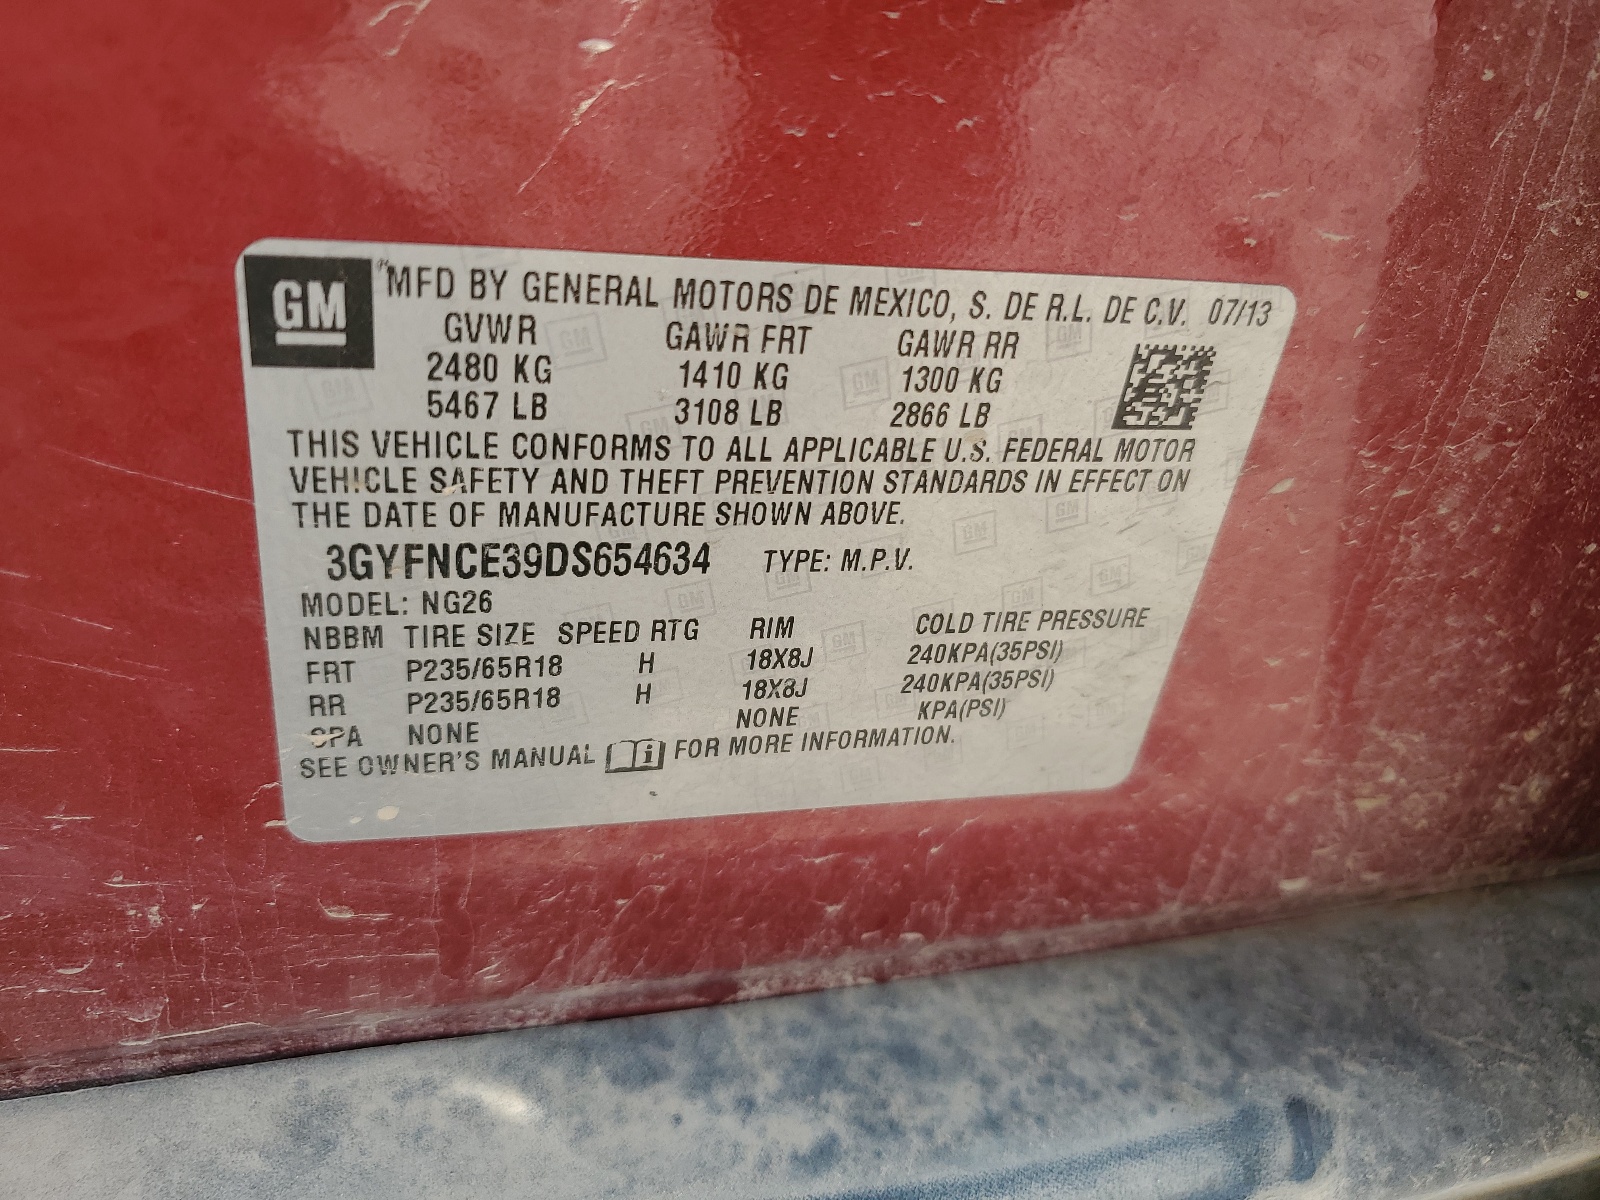 GM MFD BY GENERAL MOTORS DE MEXICO, S. DE R.L. DE C.V. 07/13
GVWR GAWR FRT GAWR RR
2480 KG 1410 KG 1300 KG
5467 LB 3108 LB 2866 LB
THIS VEHICLE CONFORMS TO ALL APPLICABLE U.S. FEDERAL MOTOR
VEHICLE SAFETY AND THEFT PREVENTION STANDARDS IN EFFECT ON
THE DATE OF MANUFACTURE SHOWN ABOVE.
3GYFNCE39DS654634 TYPE: M.P.V.
MODEL: NG26
NBBM TIRE SIZE SPEED RTG RIM COLD TIRE PRESSURE
FRT P235/65R18 H 18X8J 240KPA(35PSI)
RR P235/65R18 H 18X8J 240KPA(35PSI)
SPA NONE NONE KPA(PSI)
SEE OWNER'S MANUAL FOR MORE INFORMATION.